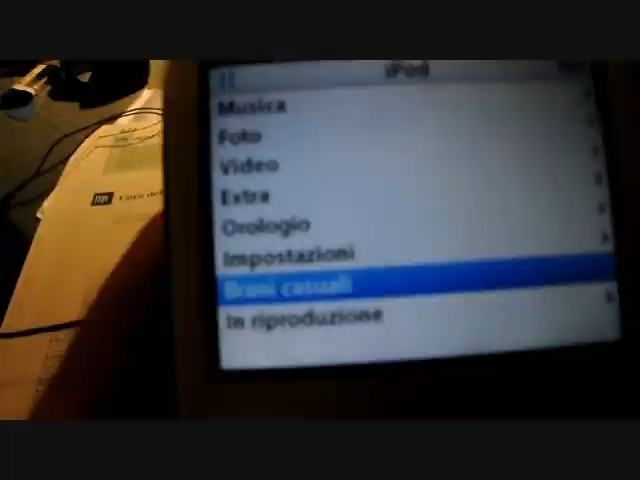 iPod
Musica
Foto
Video
Extra
Orologio
Impostazioni
Brani casuali
In riproduzione